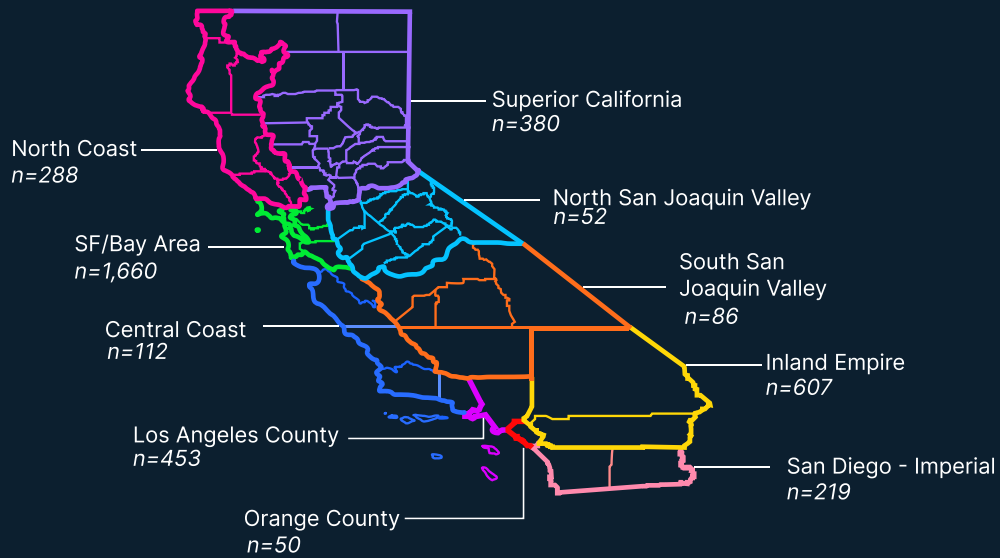 Superior California
n=380
North Coast
n=288
North San Joaquin Valley
n=52
SF/Bay Area
n=1,660
South San
Joaquin Valley
n=86
Central Coast
n=112
Inland Empire
n=607
Los Angeles County
n=453
San Diego - Imperial
n=219
Orange County
n=50